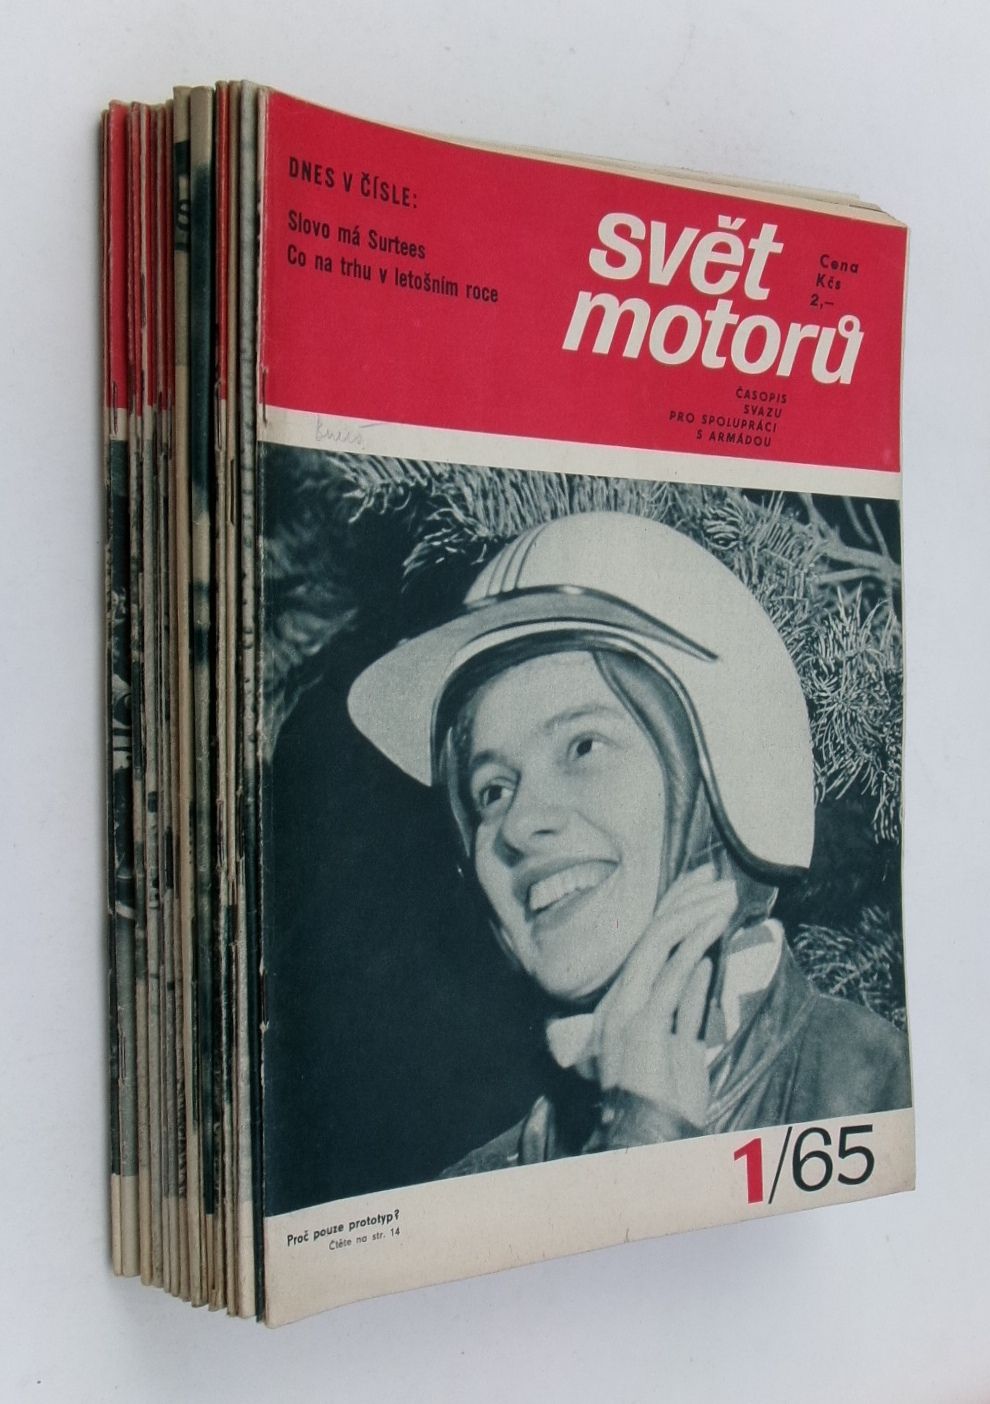 DNES V ČÍSLE:
Slovo má Surtees
Co na trhu v letošním roce
svět
motorů
Cena
Kčs
2,–
ČASOPIS
SVAZU
PRO SPOLUPRÁCI
S ARMÁDOU
1/65
Proč pouze prototyp?
Čtěte na str. 14